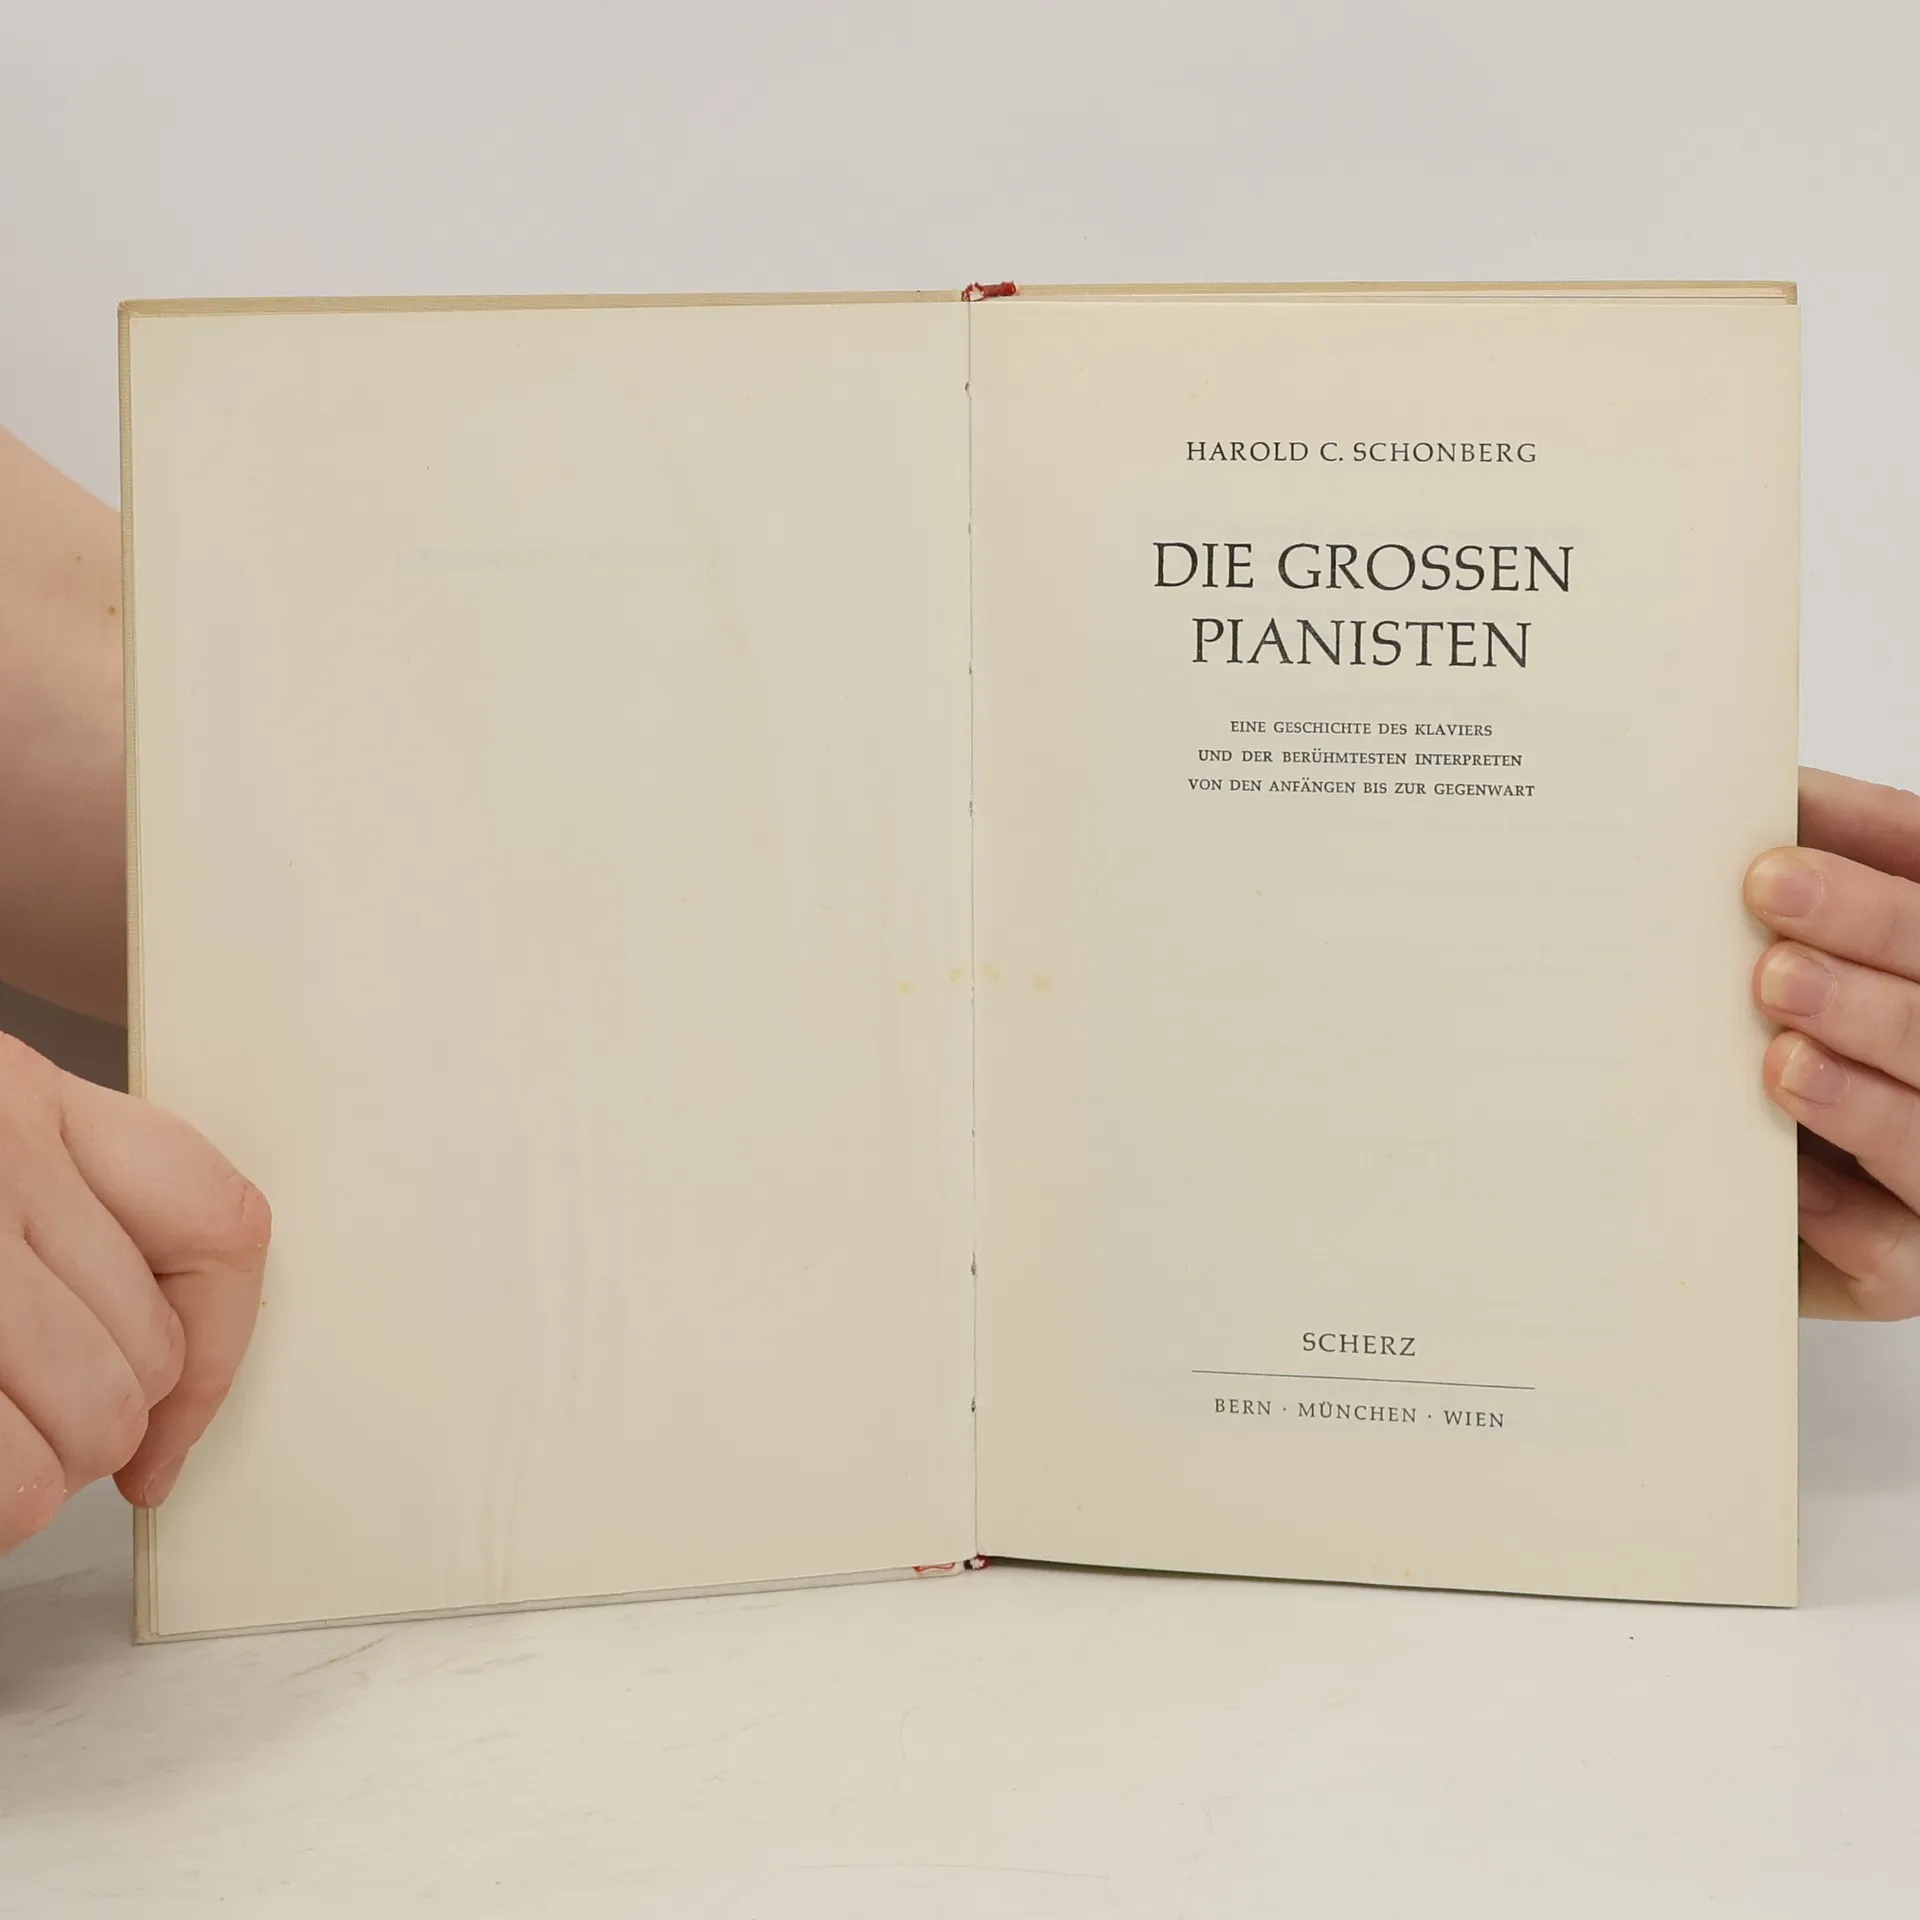 HAROLD C. SCHONBERG
DIE GROSSEN
PIANISTEN
EINE GESCHICHTE DES KLAVIERS
UND DER BERÜHMTESTEN INTERPRETEN
VON DEN ANFÄNGEN BIS ZUR GEGENWART
SCHERZ
BERN · MÜNCHEN · WIEN